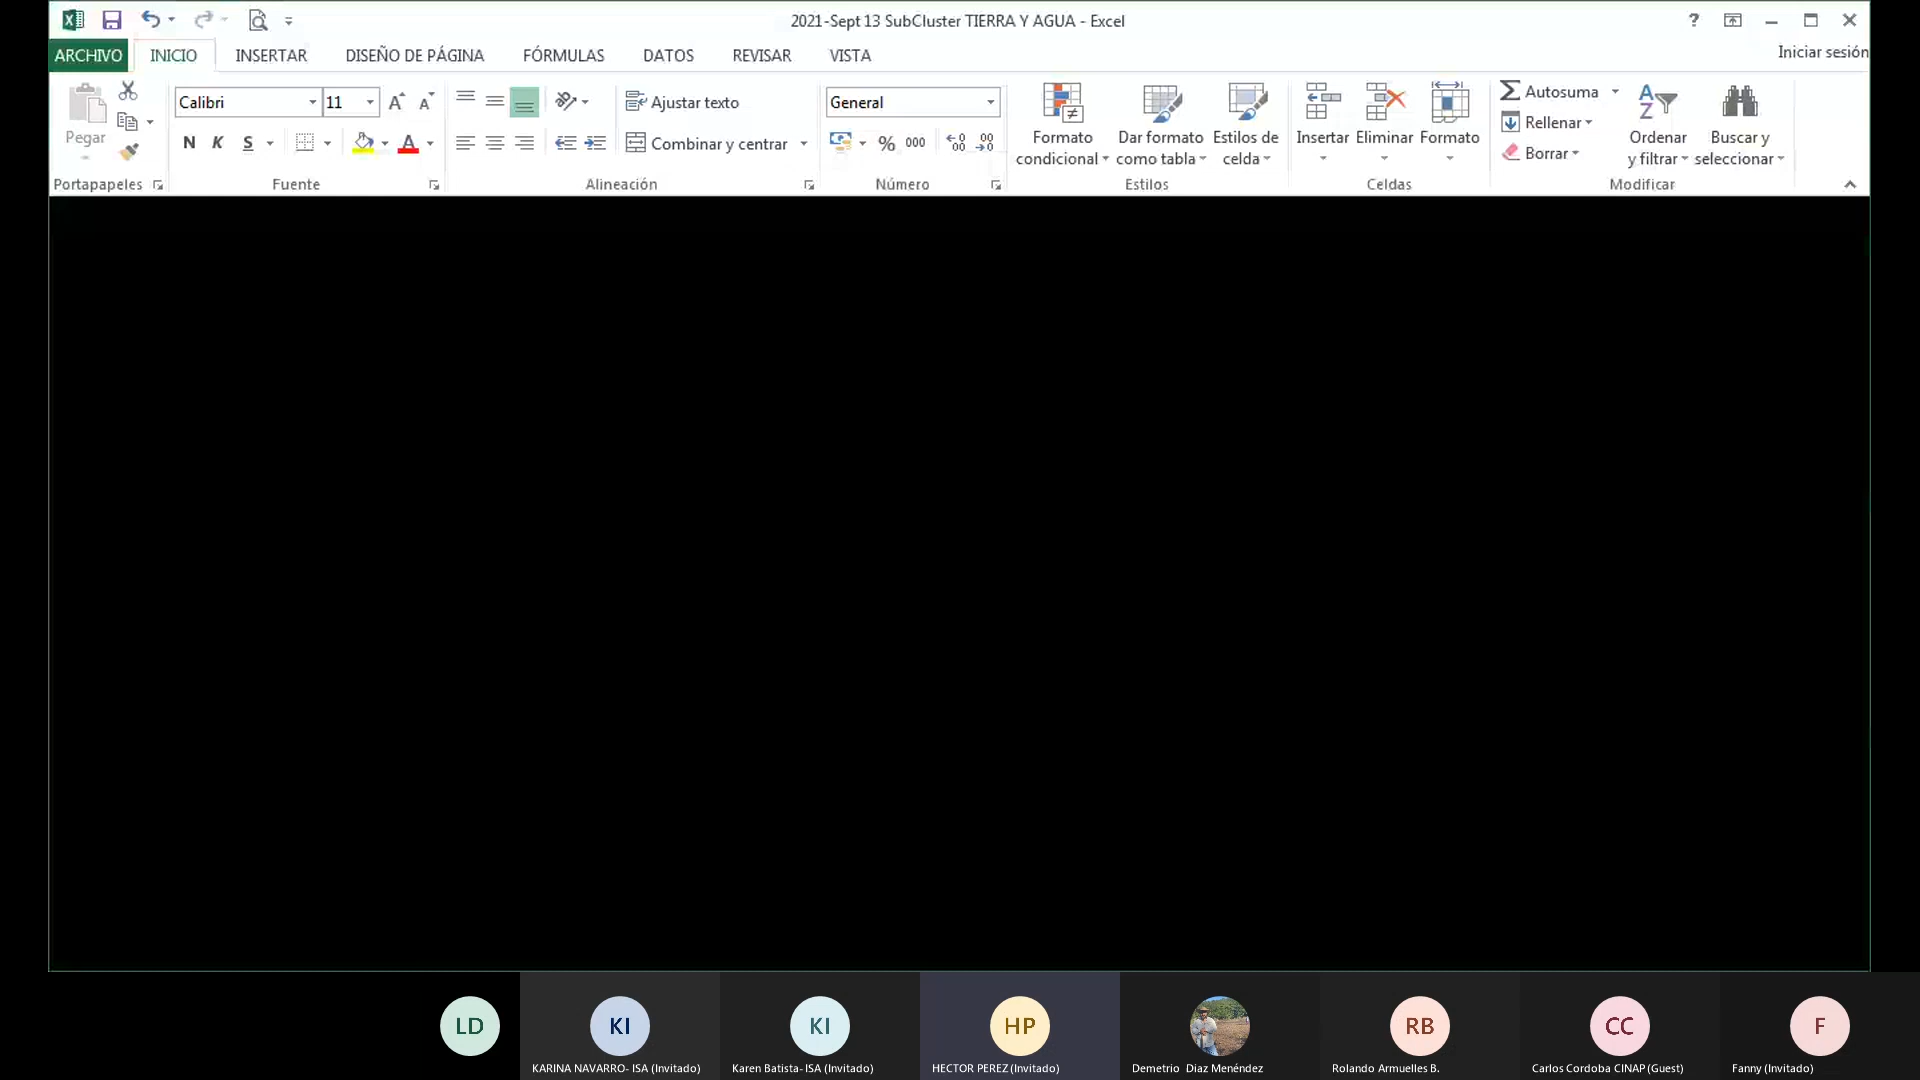 2021-Sept 13 SubCluster TIERRA Y AGUA - Excel
?
ARCHIVO INICIO INSERTAR DISEÑO DE PÁGINA FÓRMULAS DATOS REVISAR VISTA Iniciar sesión
Pegar
Portapapeles
Calibri 11 A A
N K S A
Fuente
Ajustar texto
Combinar y centrar
Alineación
General
% 000 ,0 ,00 ,00 ,0
Número
Formato condicional
Dar formato como tabla
Estilos de celda
Estilos
Insertar Eliminar Formato
Celdas
Autosuma
Rellenar
Borrar
Ordenar y filtrar
Buscar y seleccionar
Modificar
LD KI KI HP RB CC F
KARINA NAVARRO- ISA (Invitado) Karen Batista- ISA (Invitado) HECTOR PEREZ (Invitado) Demetrio Diaz Menéndez Rolando Armuelles B. Carlos Cordoba CINAP (Guest) Fanny (Invitado)